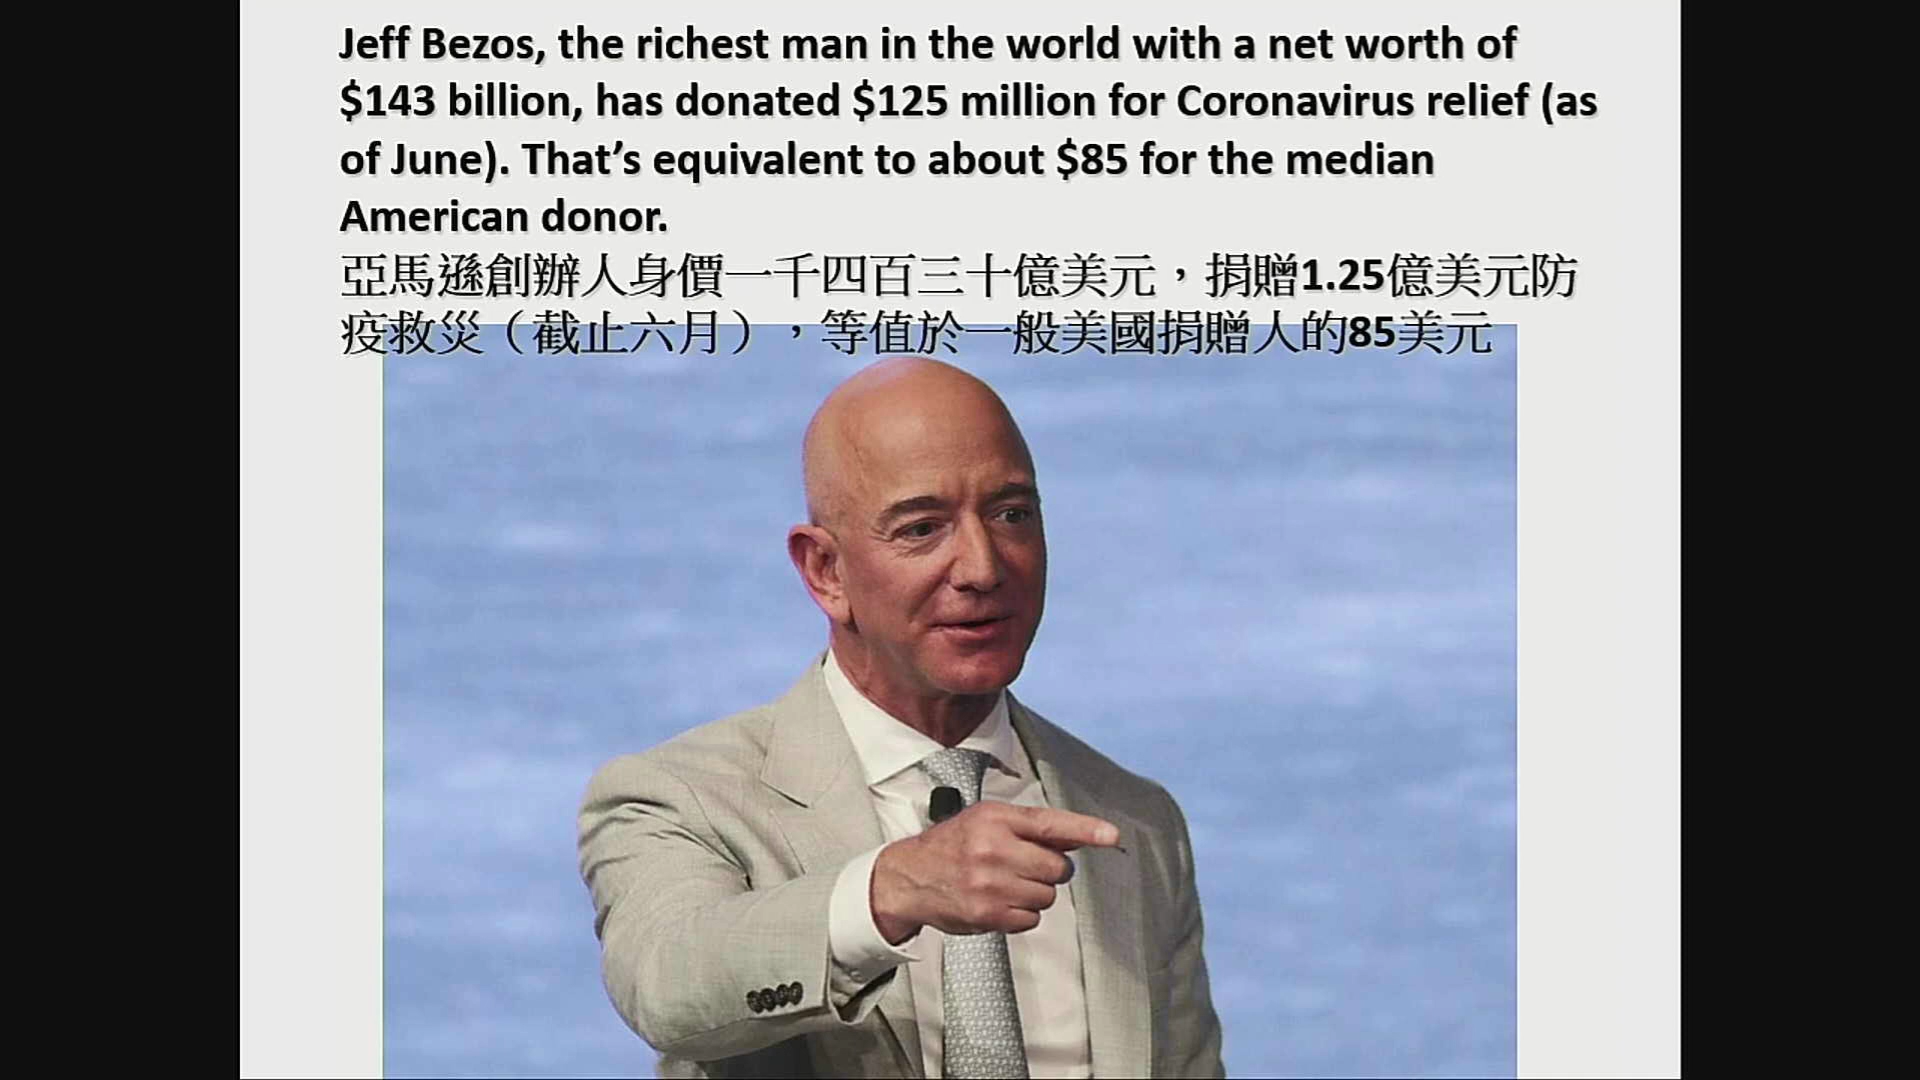 Jeff Bezos, the richest man in the world with a net worth of
$143 billion, has donated $125 million for Coronavirus relief (as
of June). That’s equivalent to about $85 for the median
American donor.
亞馬遜創辦人身價一千四百三十億美元，捐贈1.25億美元防
疫救災（截止六月），等值於一般美國捐贈人的85美元